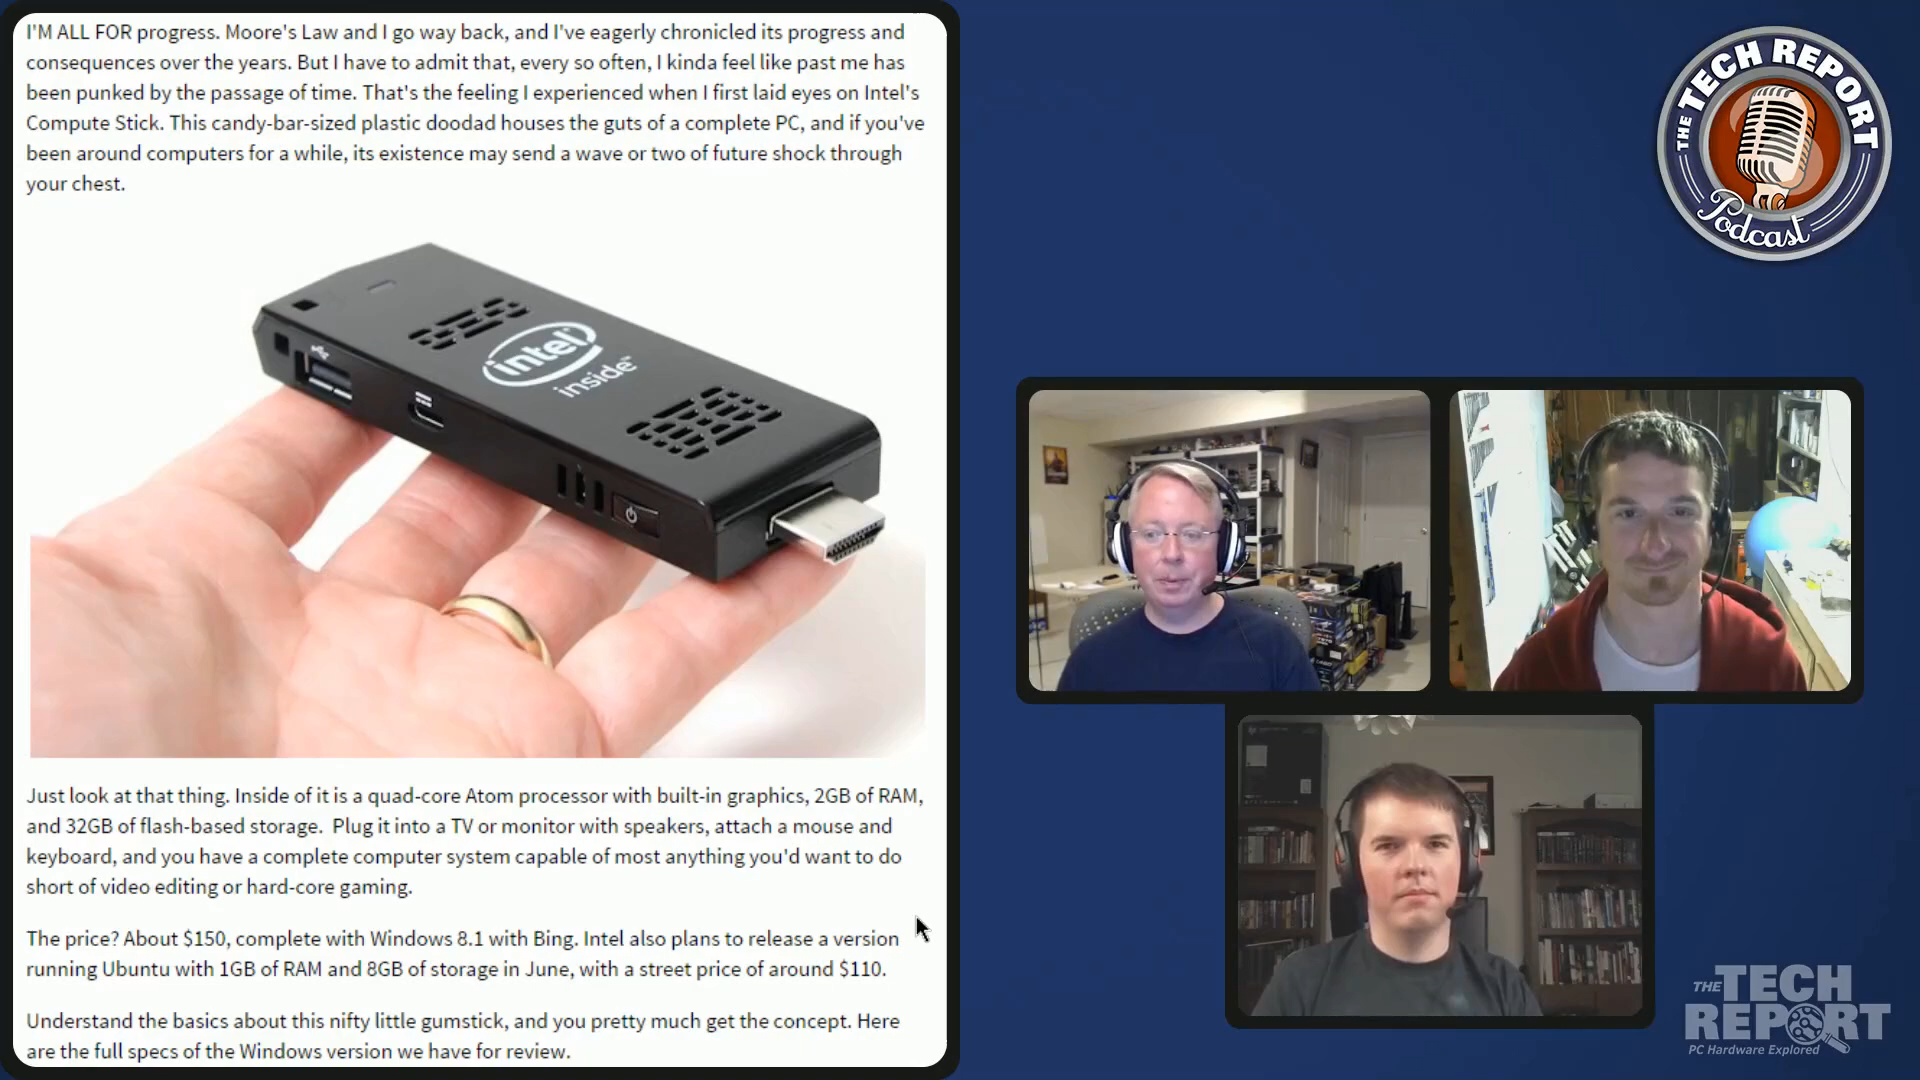 I'M ALL FOR progress. Moore's Law and I go way back, and I've eagerly chronicled its progress and
consequences over the years. But I have to admit that, every so often, I kinda feel like past me has
been punked by the passage of time. That's the feeling I experienced when I first laid eyes on Intel's
Compute Stick. This candy-bar-sized plastic doodad houses the guts of a complete PC, and if you've
been around computers for a while, its existence may send a wave or two of future shock through
your chest.
intel
inside™
Just look at that thing. Inside of it is a quad-core Atom processor with built-in graphics, 2GB of RAM,
and 32GB of flash-based storage.  Plug it into a TV or monitor with speakers, attach a mouse and
keyboard, and you have a complete computer system capable of most anything you'd want to do
short of video editing or hard-core gaming.
The price? About $150, complete with Windows 8.1 with Bing. Intel also plans to release a version
running Ubuntu with 1GB of RAM and 8GB of storage in June, with a street price of around $110.
Understand the basics about this nifty little gumstick, and you pretty much get the concept. Here
are the full specs of the Windows version we have for review.
THE TECH REPORT
Podcast
THE TECH
REPORT
PC Hardware Explored